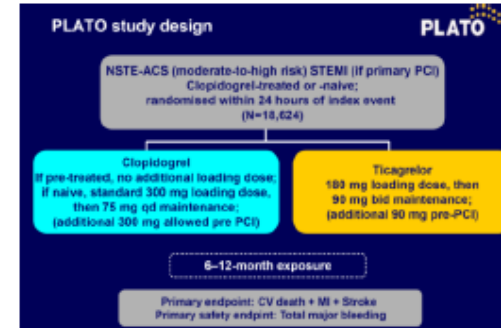 PLATO study design
PLATO
NSTE-ACS (moderate-to-high risk) STEMI (if primary PCI)
Clopidogrel-treated or -naive;
randomised within 24 hours of index event
(N=18,624)
Clopidogrel
If pre-treated, no additional loading dose;
if naive, standard 300 mg loading dose,
then 75 mg qd maintenance;
(additional 300 mg allowed pre PCI)
Ticagrelor
180 mg loading dose, then
90 mg bid maintenance;
(additional 90 mg pre-PCI)
6–12-month exposure
Primary endpoint: CV death + MI + Stroke
Primary safety endpoint: Total major bleeding